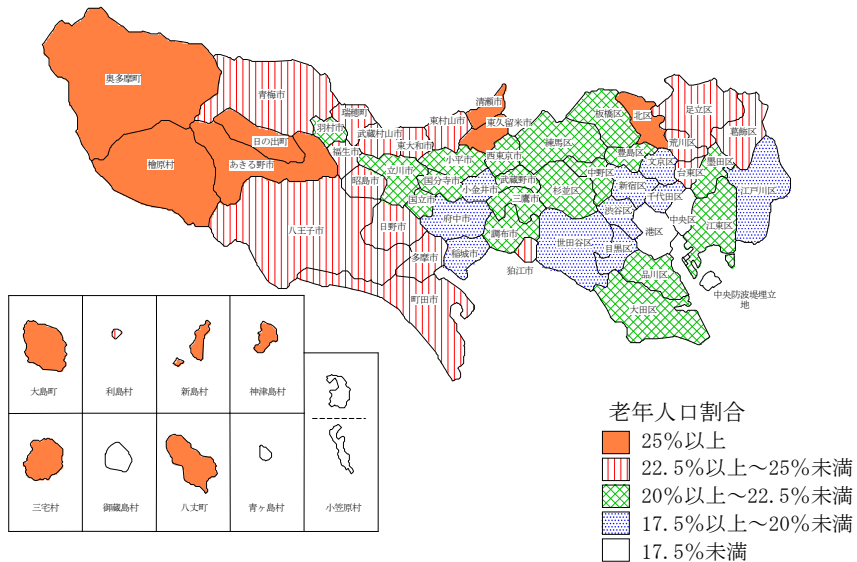 奥多摩町
青梅市
瑞穂町
清瀬市
東村山市
東久留米市
板橋区
北区
足立区
葛飾区
荒川区
日の出町
羽村市
武蔵村山市
東大和市
福生市
小平市
西東京市
練馬区
豊島区
文京区
台東区
墨田区
檜原村
あきる野市
昭島市
立川市
国分寺市
小金井市
武蔵野市
杉並区
中野区
新宿区
千代田区
江戸川区
国立市
三鷹市
渋谷区
中央区
江東区
八王子市
日野市
府中市
調布市
世田谷区
目黒区
港区
多摩市
稲城市
狛江市
品川区
町田市
大田区
中央防波堤埋立
地
大島町
利島村
新島村
神津島村
三宅村
御蔵島村
八丈町
青ヶ島村
小笠原村
老年人口割合
25%以上
22.5%以上～25%未満
20%以上～22.5%未満
17.5%以上～20%未満
17.5%未満